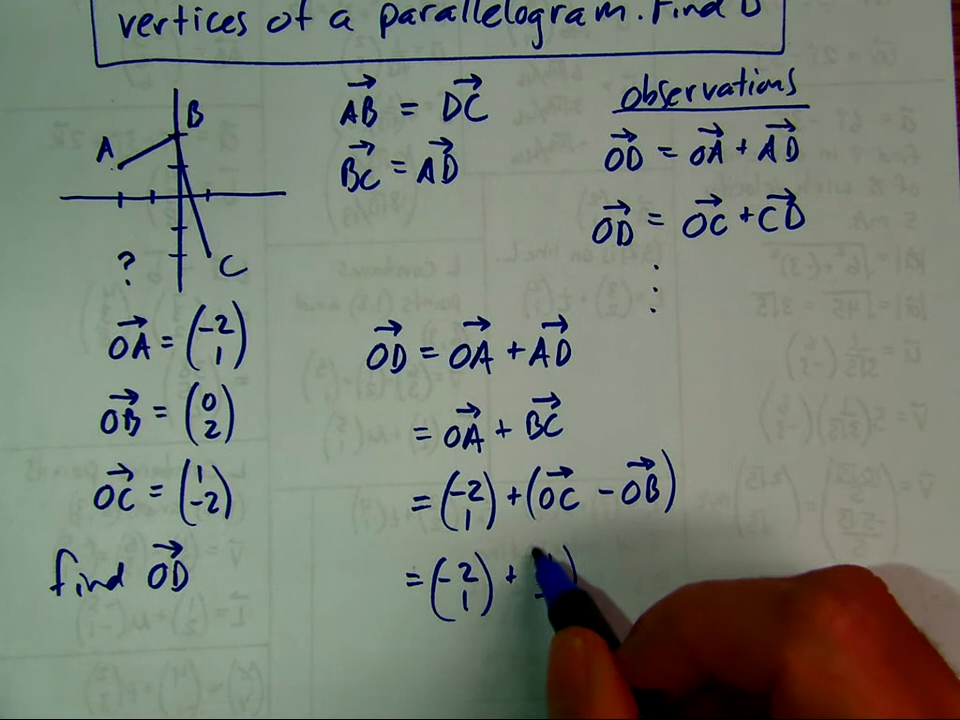 vertices of a parallelogram. Find D
B
A
?
C
→AB = →DC
→BC = →AD
observations
→OD = →OA + →AD
→OD = →OC + →CD
⋮
→OA = (-2 1)
→OB = (0 2)
→OC = (1 -2)
find →OD
→OD = →OA + →AD
= →OA + →BC
= (-2 1) + (→OC - →OB)
= (-2 1) +